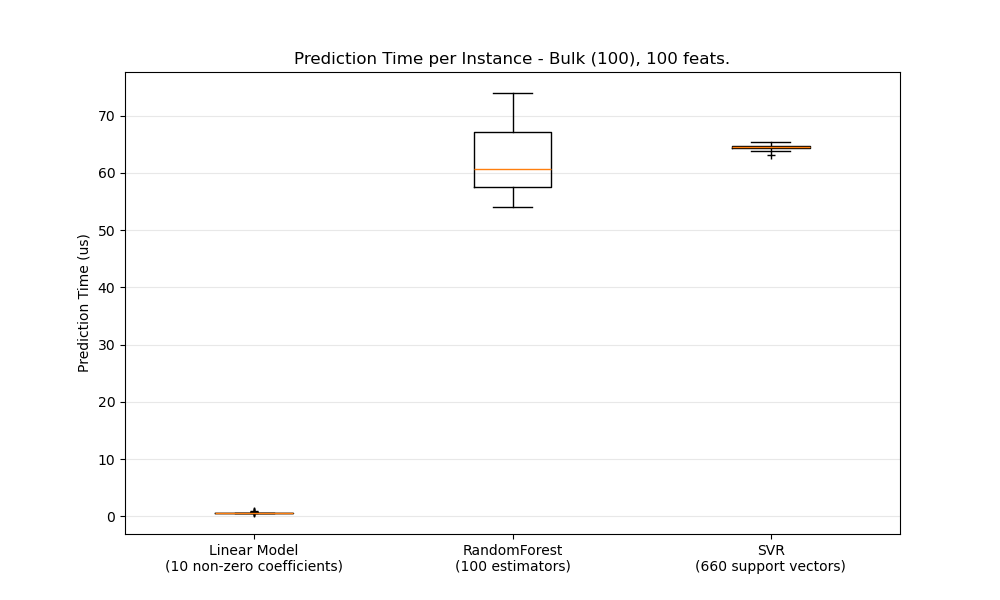 Prediction Time per Instance - Bulk (100), 100 feats.
Prediction Time (us)
70
60
50
40
30
20
10
0
Linear Model
(10 non-zero coefficients)
RandomForest
(100 estimators)
SVR
(660 support vectors)